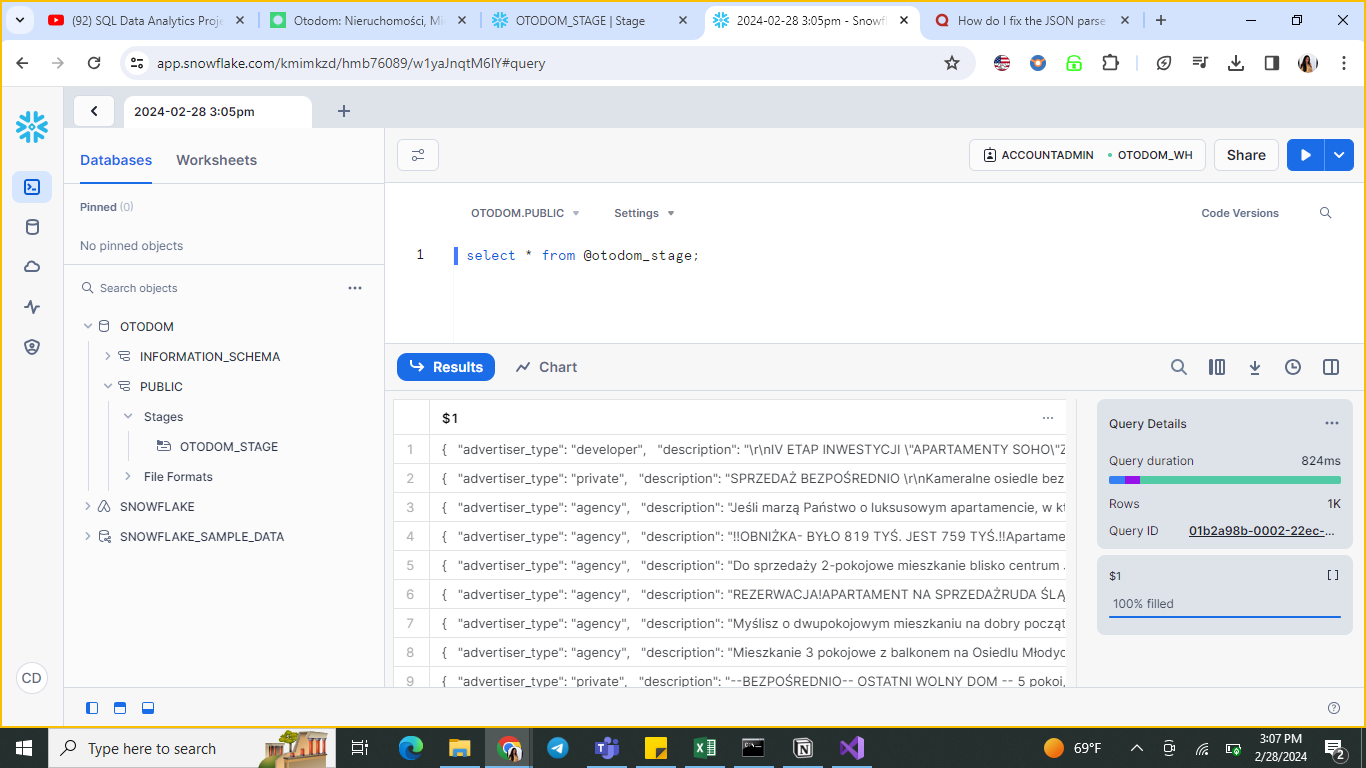 (92) SQL Data Analytics Proje
Otodom: Nieruchomości, Mi
OTODOM_STAGE | Stage
2024-02-28 3:05pm - Snowfl
How do I fix the JSON parse
app.snowflake.com/kmimkzd/hmb76089/w1yaJnqtM6IY#query
2024-02-28 3:05pm
Databases Worksheets
ACCOUNTADMIN OTODOM_WH Share
Pinned (0)
No pinned objects
OTODOM.PUBLIC Settings Code Versions
1 select * from @otodom_stage;
Search objects
OTODOM
INFORMATION_SCHEMA
PUBLIC
Stages
OTODOM_STAGE
File Formats
SNOWFLAKE
SNOWFLAKE_SAMPLE_DATA
Results Chart
$1
1 { "advertiser_type": "developer", "description": "\r\nIV ETAP INWESTYCJI \"APARTAMENTY SOHO\"Z
2 { "advertiser_type": "private", "description": "SPRZEDAŻ BEZPOŚREDNIO \r\nKameralne osiedle bez
3 { "advertiser_type": "agency", "description": "Jeśli marzą Państwo o luksusowym apartamencie, w kt
4 { "advertiser_type": "agency", "description": "!!OBNIŻKA- BYŁO 819 TYŚ. JEST 759 TYŚ.!!Apartame
5 { "advertiser_type": "agency", "description": "Do sprzedaży 2-pokojowe mieszkanie blisko centrum
6 { "advertiser_type": "agency", "description": "REZERWACJA!APARTAMENT NA SPRZEDAŻRUDA ŚLĄ
7 { "advertiser_type": "agency", "description": "Myślisz o dwupokojowym mieszkaniu na dobry począt
8 { "advertiser_type": "agency", "description": "Mieszkanie 3 pokojowe z balkonem na Osiedlu Młodyc
9 { "advertiser_type": "private", "description": "--BEZPOŚREDNIO-- OSTATNI WOLNY DOM -- 5 pokoi,
Query Details
Query duration 824ms
Rows 1K
Query ID 01b2a98b-0002-22ec-...
$1
100% filled
CD
Type here to search
69°F
3:07 PM
2/28/2024
2